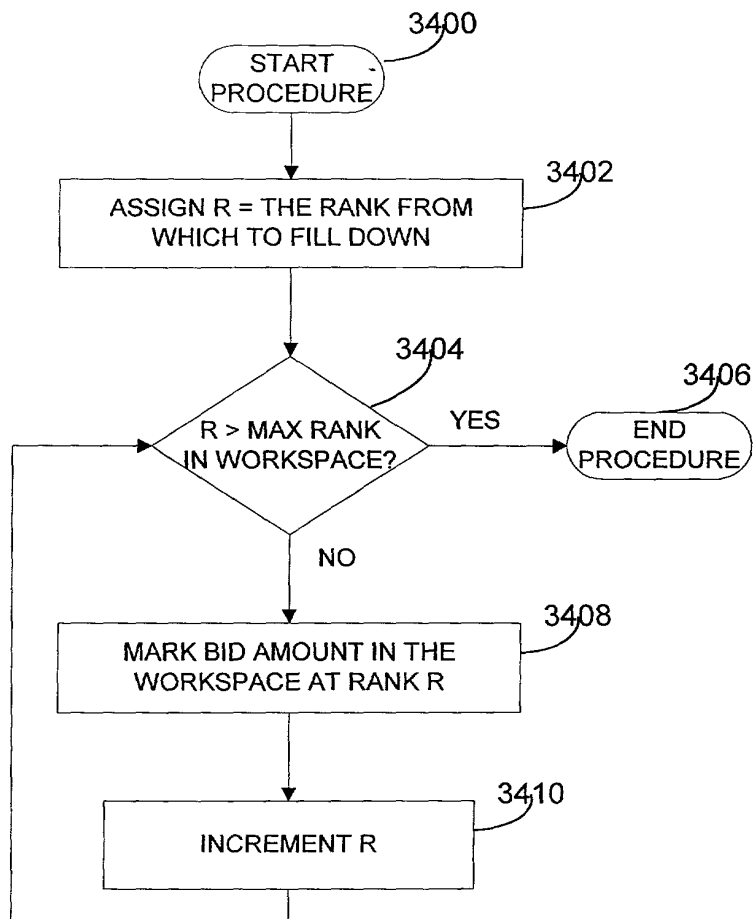 3400
START
PROCEDURE
3402
ASSIGN R = THE RANK FROM
WHICH TO FILL DOWN
3404
R > MAX RANK
IN WORKSPACE?
YES
3406
END
PROCEDURE
NO
3408
MARK BID AMOUNT IN THE
WORKSPACE AT RANK R
3410
INCREMENT R